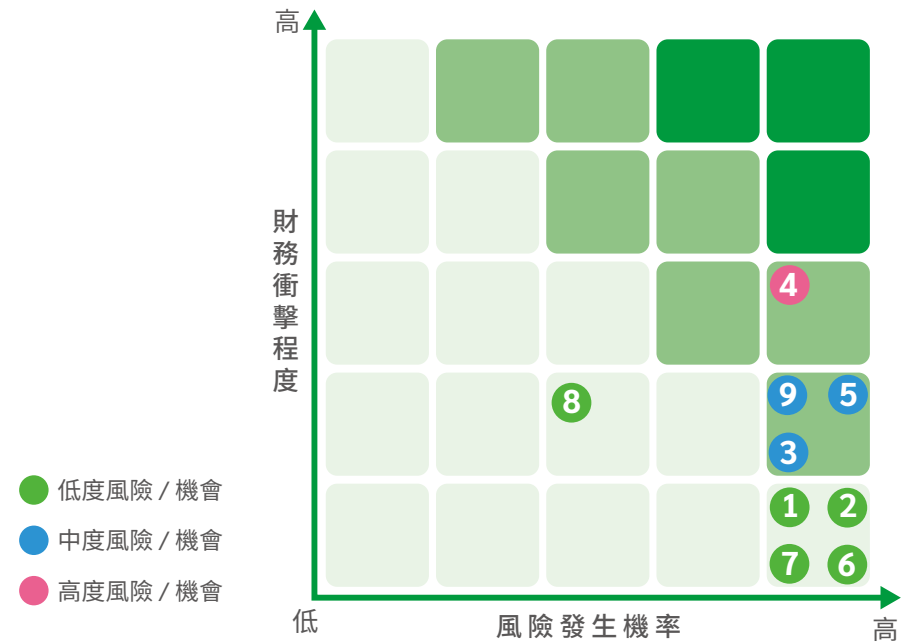 高
財務衝擊程度
4
9 5
8
3
1 2
7 6
低度風險 / 機會
中度風險 / 機會
高度風險 / 機會
低
風險發生機率
高